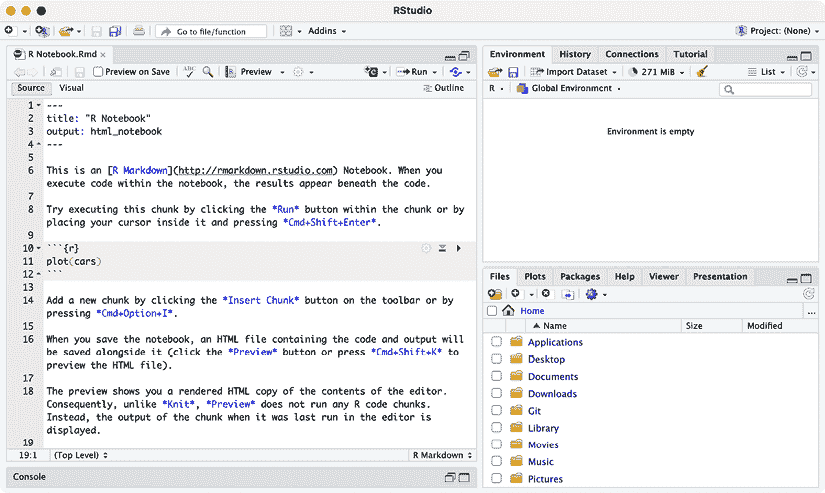 RStudio
Go to file/function
Addins
Project: (None)
R Notebook.Rmd
Preview on Save
ABC
Preview
Run
Source
Visual
Outline
1 ---
2 title: "R Notebook"
3 output: html_notebook
4 ---
5
6 This is an [R Markdown](http://rmarkdown.rstudio.com) Notebook. When you
execute code within the notebook, the results appear beneath the code.
7
8 Try executing this chunk by clicking the *Run* button within the chunk or by
placing your cursor inside it and pressing *Cmd+Shift+Enter*.
9
10 ```{r}
11 plot(cars)
12 ```
13
14 Add a new chunk by clicking the *Insert Chunk* button on the toolbar or by
pressing *Cmd+Option+I*.
15
16 When you save the notebook, an HTML file containing the code and output will
be saved alongside it (click the *Preview* button or press *Cmd+Shift+K* to
preview the HTML file).
17
18 The preview shows you a rendered HTML copy of the contents of the editor.
Consequently, unlike *Knit*, *Preview* does not run any R code chunks.
Instead, the output of the chunk when it was last run in the editor is
displayed.
19
19:1 (Top Level) R Markdown
Console
Environment History Connections Tutorial
Import Dataset 271 MiB List
R Global Environment
Environment is empty
Files Plots Packages Help Viewer Presentation
Home ...
Name Size Modified
Applications
Desktop
Documents
Downloads
Git
Library
Movies
Music
Pictures